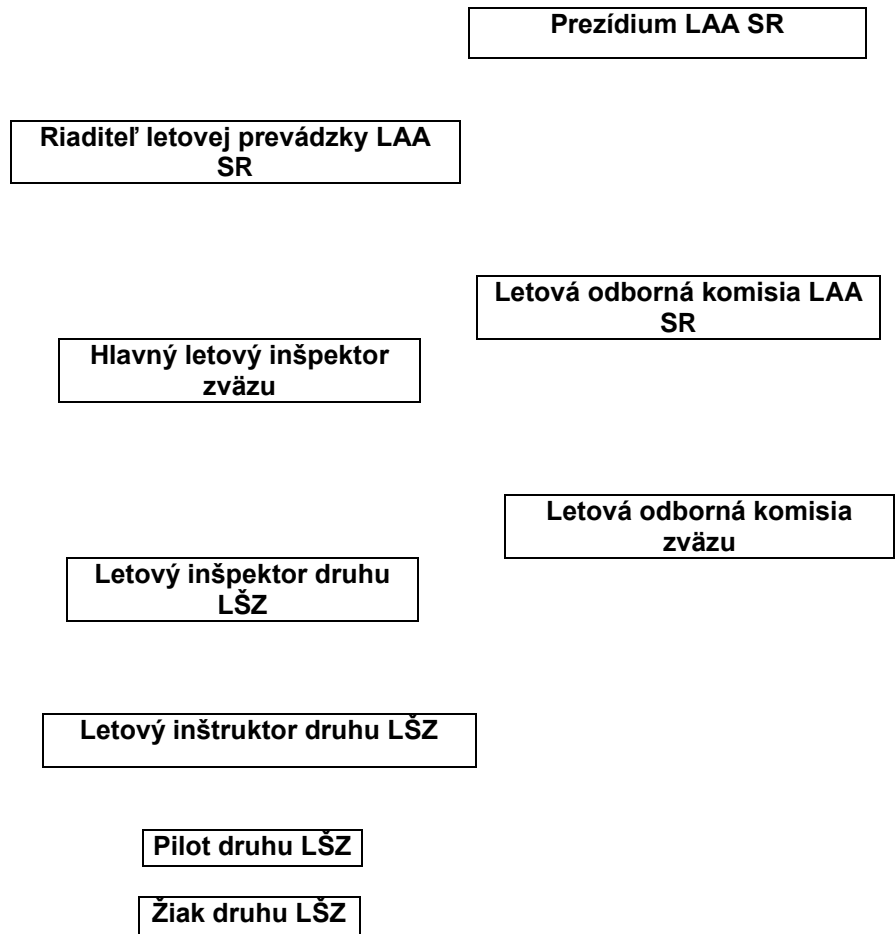 Prezídium LAA SR
Riaditeľ letovej prevádzky LAA
SR
Letová odborná komisia LAA
SR
Hlavný letový inšpektor
zväzu
Letová odborná komisia
zväzu
Letový inšpektor druhu
LŠZ
Letový inštruktor druhu LŠZ
Pilot druhu LŠZ
Žiak druhu LŠZ